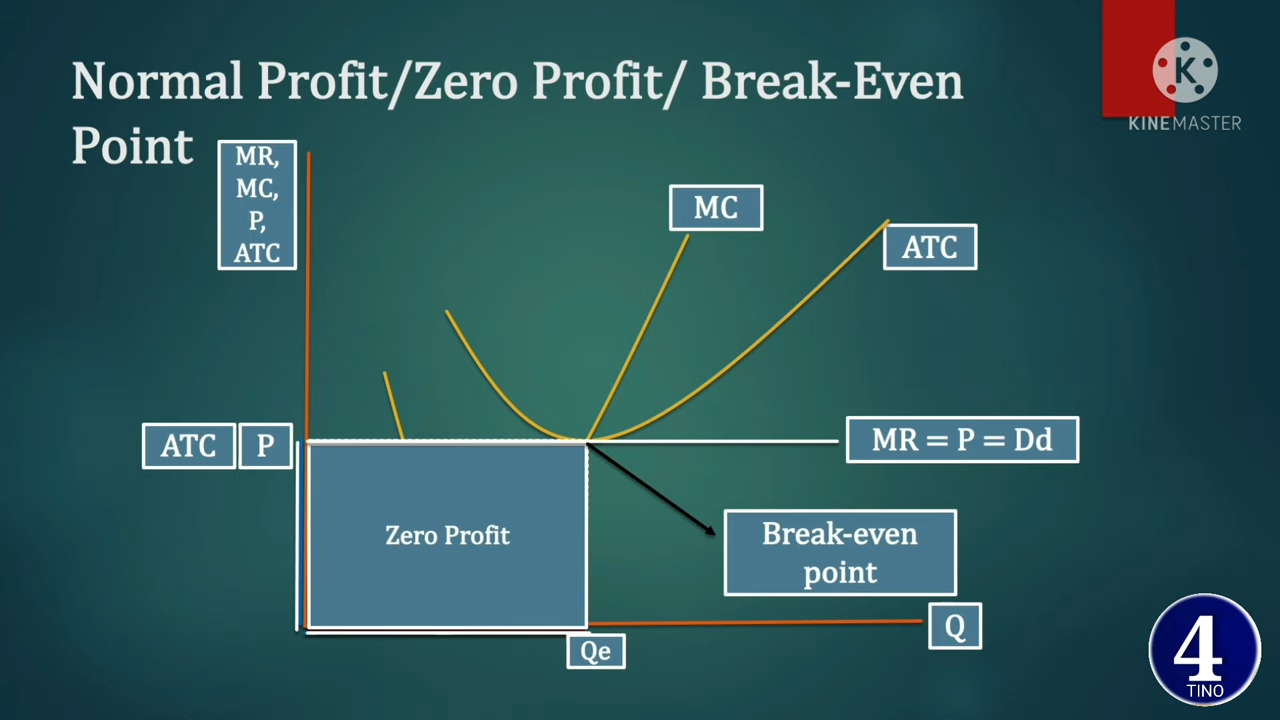 Normal Profit/Zero Profit/ Break-Even
Point
K
KINEMASTER
MR,
MC,
P,
ATC
MC
ATC
ATC
P
MR = P = Dd
Zero Profit
Break-even
point
Q
Qe
4
TINO